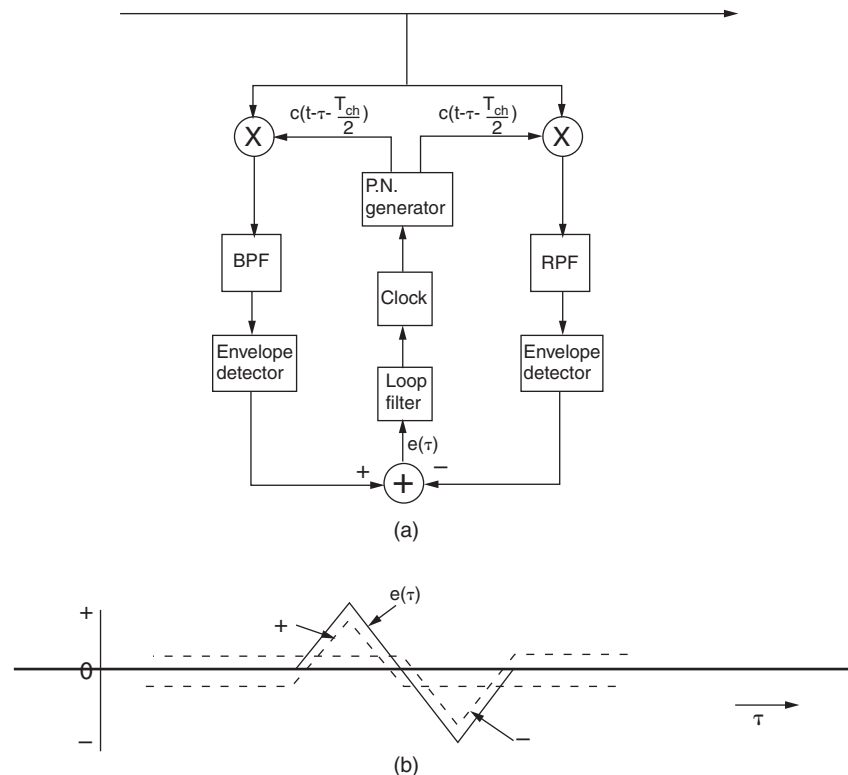 c(t-τ- T_ch/2)
c(t-τ- T_ch/2)
X
X
P.N.
generator
BPF
RPF
Clock
Envelope
detector
Envelope
detector
Loop
filter
e(τ)
+
–
+
(a)
+
e(τ)
+
0
τ
–
–
(b)